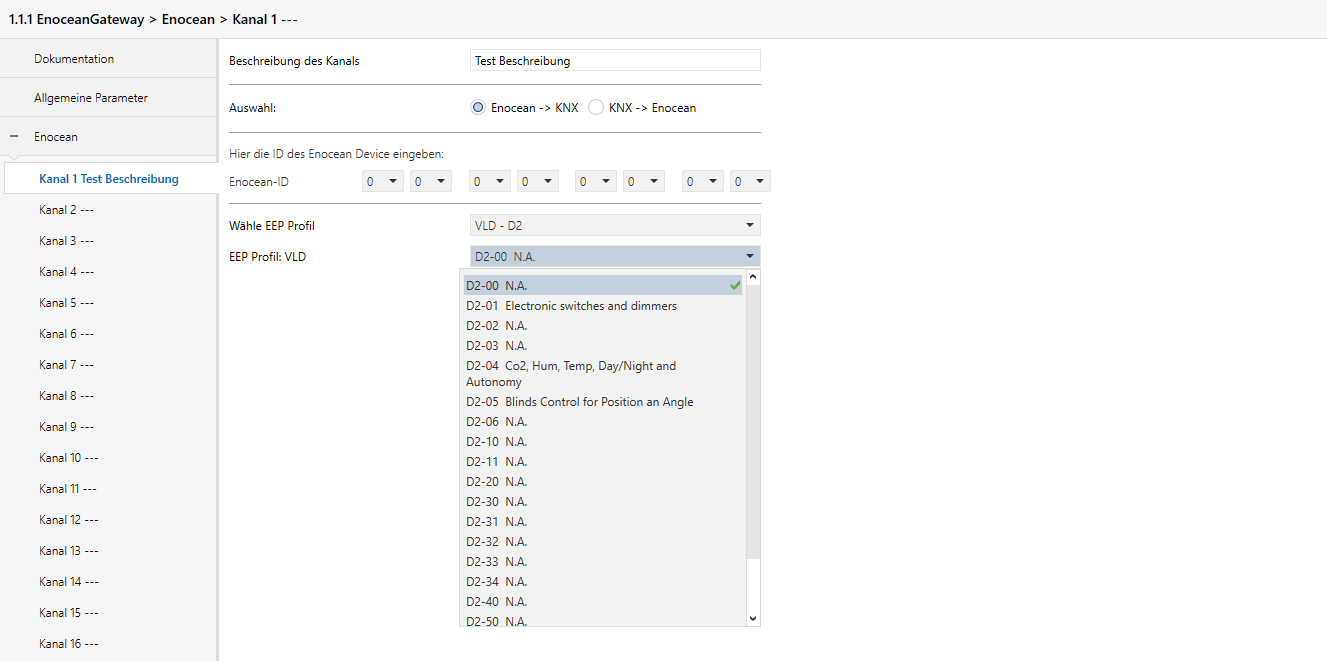 1.1.1 EnoceanGateway > Enocean > Kanal 1 ---
Dokumentation
Allgemeine Parameter
Enocean
Kanal 1 Test Beschreibung
Kanal 2 ---
Kanal 3 ---
Kanal 4 ---
Kanal 5 ---
Kanal 6 ---
Kanal 7 ---
Kanal 8 ---
Kanal 9 ---
Kanal 10 ---
Kanal 11 ---
Kanal 12 ---
Kanal 13 ---
Kanal 14 ---
Kanal 15 ---
Kanal 16 ---
Beschreibung des Kanals Test Beschreibung
Auswahl: Enocean -> KNX KNX -> Enocean
Hier die ID des Enocean Device eingeben:
Enocean-ID 0 0 0 0 0 0 0 0
Wähle EEP Profil VLD - D2
EEP Profil: VLD D2-00 N.A.
D2-00 N.A.
D2-01 Electronic switches and dimmers
D2-02 N.A.
D2-03 N.A.
D2-04 Co2, Hum, Temp, Day/Night and
Autonomy
D2-05 Blinds Control for Position an Angle
D2-06 N.A.
D2-10 N.A.
D2-11 N.A.
D2-20 N.A.
D2-30 N.A.
D2-31 N.A.
D2-32 N.A.
D2-33 N.A.
D2-34 N.A.
D2-40 N.A.
D2-50 N.A.